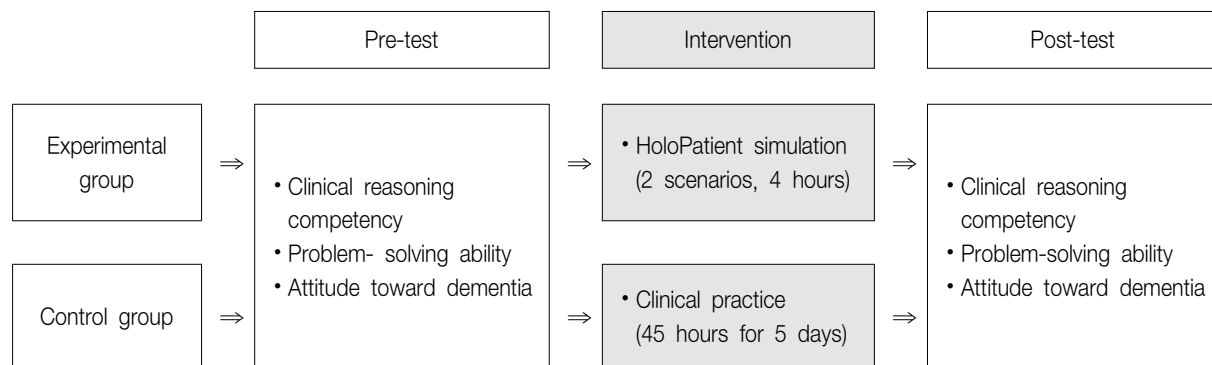 Pre-test
Intervention
Post-test
Experimental
group
⇒
• Clinical reasoning
competency
• Problem- solving ability
• Attitude toward dementia
⇒
• HoloPatient simulation
(2 scenarios, 4 hours)
⇒
• Clinical reasoning
competency
• Problem-solving ability
• Attitude toward dementia
Control group
⇒
⇒
• Clinical practice
(45 hours for 5 days)
⇒